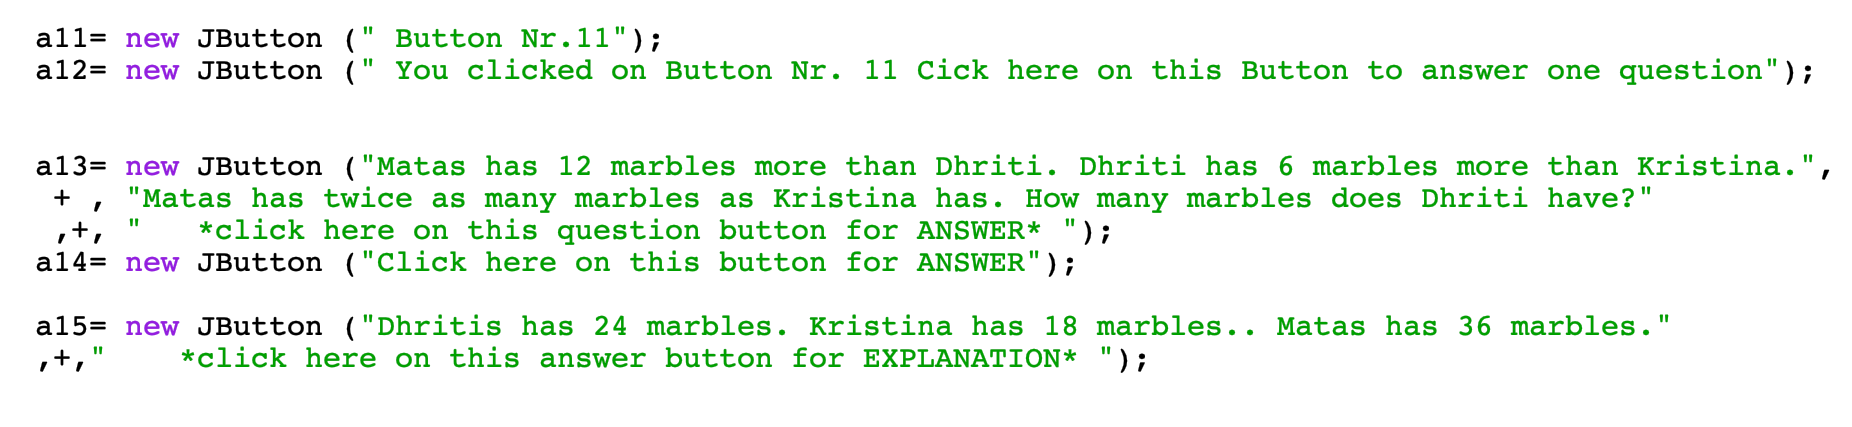 a11= new JButton (" Button Nr.11");
a12= new JButton (" You clicked on Button Nr. 11 Cick here on this Button to answer one question");
a13= new JButton ("Matas has 12 marbles more than Dhriti. Dhriti has 6 marbles more than Kristina.",
+ , "Matas has twice as many marbles as Kristina has. How many marbles does Dhriti have?"
,+, "   *click here on this question button for ANSWER* ");
a14= new JButton ("Click here on this button for ANSWER");
a15= new JButton ("Dhritis has 24 marbles. Kristina has 18 marbles.. Matas has 36 marbles."
,+,"    *click here on this answer button for EXPLANATION* ");